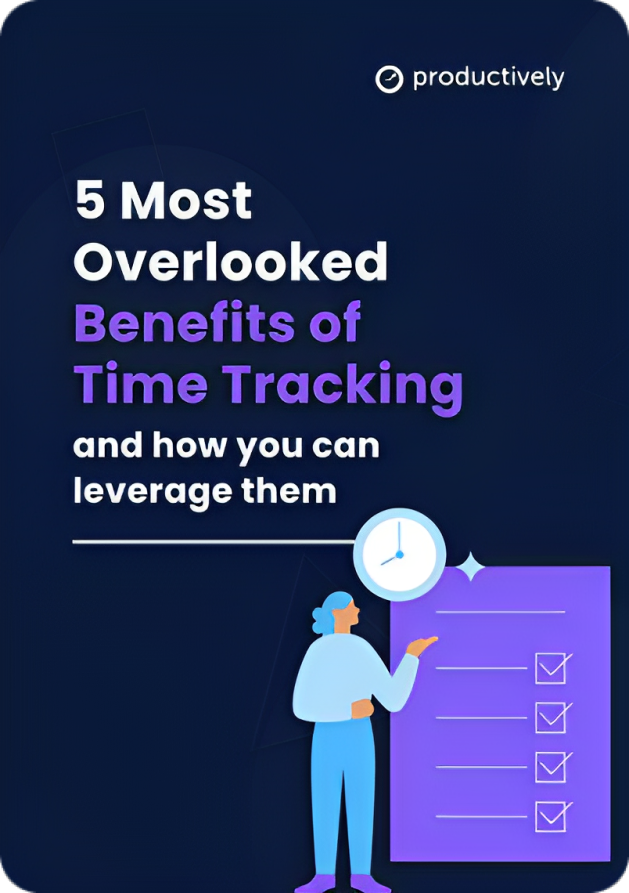 productively
5 Most
Overlooked
Benefits of
Time Tracking
and how you can
leverage them